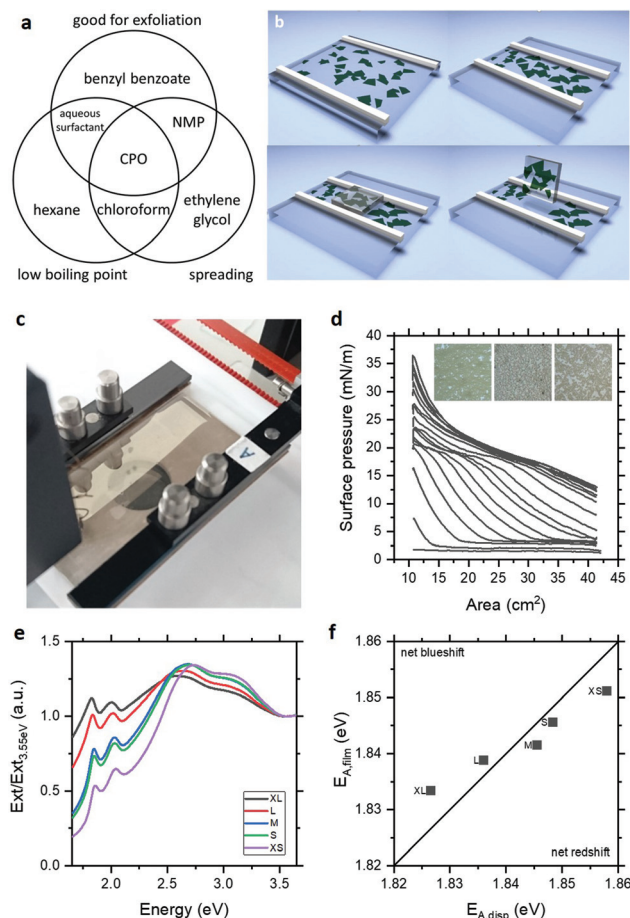 a
good for exfoliation
benzyl benzoate
aqueous
surfactant
NMP
CPO
hexane
chloroform
ethylene
glycol
low boiling point
spreading
b
c
A
d
Surface pressure (mN/m)
40
35
30
25
20
15
10
5
0
5 10 15 20 25 30 35 40 45
Area (cm²)
e
Ext/Ext3.55eV (a.u.)
1.5
1.0
0.5
0.0
XL
L
M
S
XS
2.0 2.5 3.0 3.5
Energy (eV)
f
EA,film (eV)
1.86
1.85
1.84
1.83
1.82
net blueshift
XS
S
M
L
XL
net redshift
1.82 1.83 1.84 1.85 1.86
EA,disp (eV)